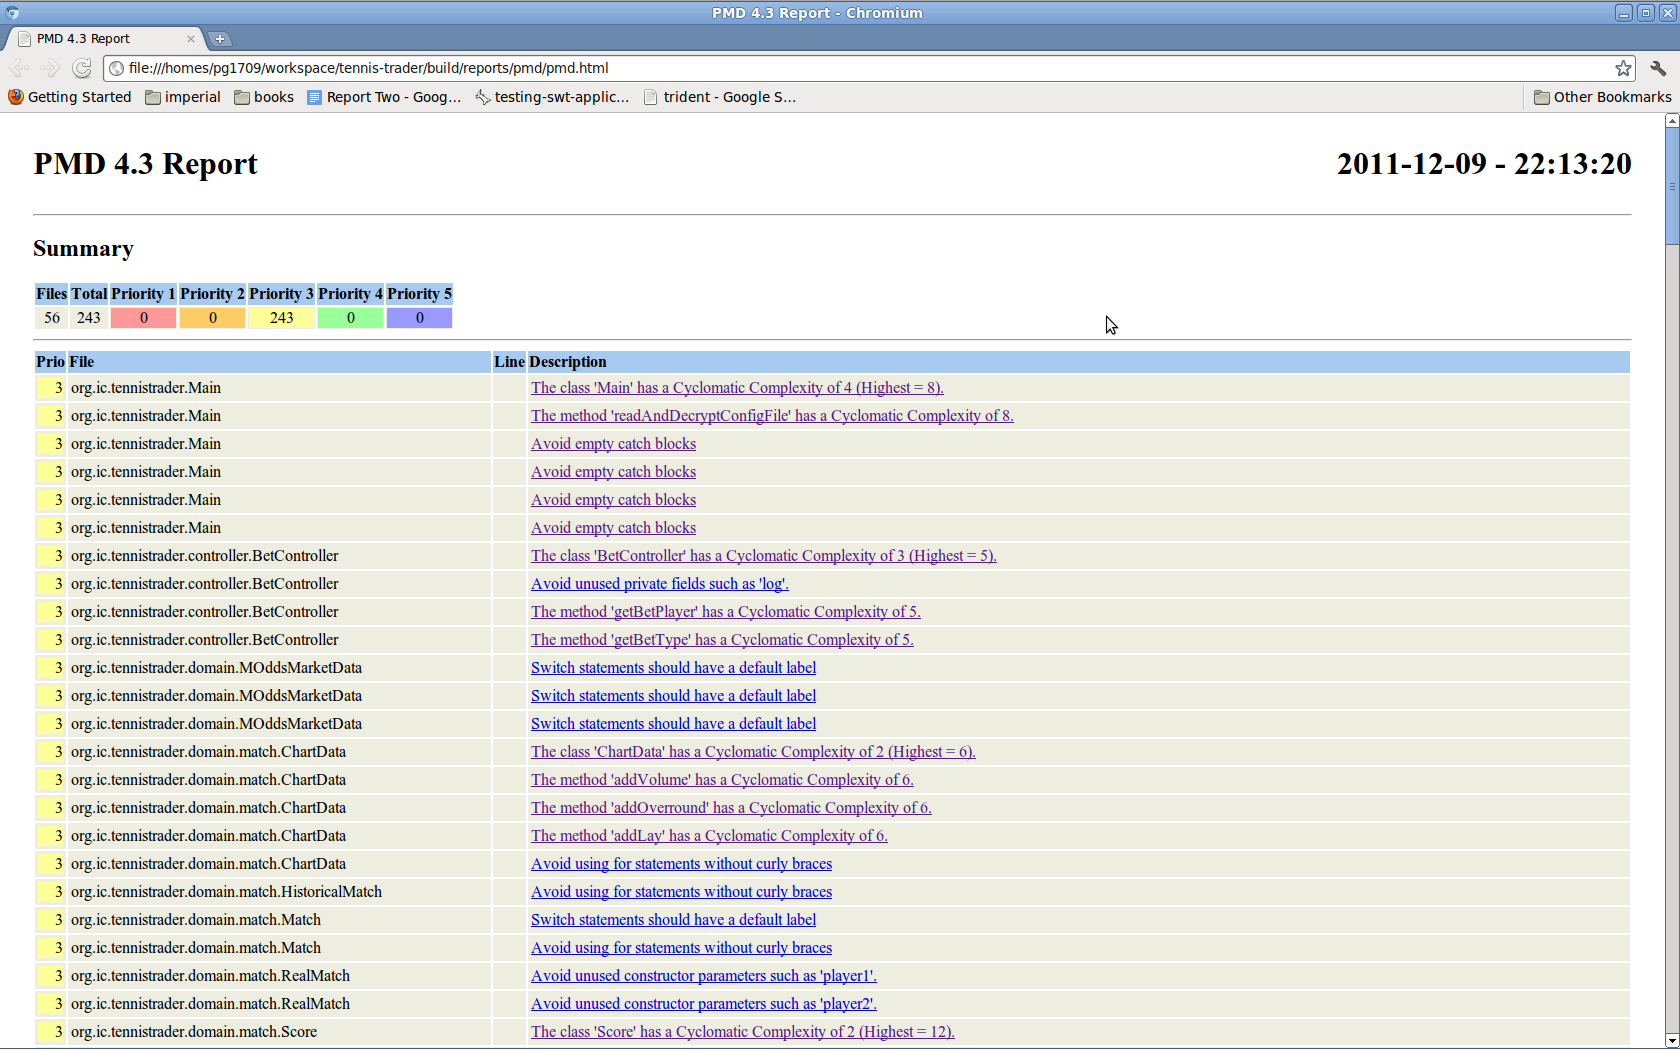 PMD 4.3 Report - Chromium
PMD 4.3 Report
file:///homes/pg1709/workspace/tennis-trader/build/reports/pmd/pmd.html
Getting Started imperial books Report Two - Goog... testing-swt-applic... trident - Google S... Other Bookmarks
PMD 4.3 Report 2011-12-09 - 22:13:20
Summary
Files Total Priority 1 Priority 2 Priority 3 Priority 4 Priority 5
56 243 0 0 243 0 0
Prio File Line Description
3 org.ic.tennistrader.Main The class 'Main' has a Cyclomatic Complexity of 4 (Highest = 8).
3 org.ic.tennistrader.Main The method 'readAndDecryptConfigFile' has a Cyclomatic Complexity of 8.
3 org.ic.tennistrader.Main Avoid empty catch blocks
3 org.ic.tennistrader.Main Avoid empty catch blocks
3 org.ic.tennistrader.Main Avoid empty catch blocks
3 org.ic.tennistrader.Main Avoid empty catch blocks
3 org.ic.tennistrader.controller.BetController The class 'BetController' has a Cyclomatic Complexity of 3 (Highest = 5).
3 org.ic.tennistrader.controller.BetController Avoid unused private fields such as 'log'.
3 org.ic.tennistrader.controller.BetController The method 'getBetPlayer' has a Cyclomatic Complexity of 5.
3 org.ic.tennistrader.controller.BetController The method 'getBetType' has a Cyclomatic Complexity of 5.
3 org.ic.tennistrader.domain.MOddsMarketData Switch statements should have a default label
3 org.ic.tennistrader.domain.MOddsMarketData Switch statements should have a default label
3 org.ic.tennistrader.domain.MOddsMarketData Switch statements should have a default label
3 org.ic.tennistrader.domain.match.ChartData The class 'ChartData' has a Cyclomatic Complexity of 2 (Highest = 6).
3 org.ic.tennistrader.domain.match.ChartData The method 'addVolume' has a Cyclomatic Complexity of 6.
3 org.ic.tennistrader.domain.match.ChartData The method 'addOverround' has a Cyclomatic Complexity of 6.
3 org.ic.tennistrader.domain.match.ChartData The method 'addLay' has a Cyclomatic Complexity of 6.
3 org.ic.tennistrader.domain.match.ChartData Avoid using for statements without curly braces
3 org.ic.tennistrader.domain.match.HistoricalMatch Avoid using for statements without curly braces
3 org.ic.tennistrader.domain.match.Match Switch statements should have a default label
3 org.ic.tennistrader.domain.match.Match Avoid using for statements without curly braces
3 org.ic.tennistrader.domain.match.RealMatch Avoid unused constructor parameters such as 'player1'.
3 org.ic.tennistrader.domain.match.RealMatch Avoid unused constructor parameters such as 'player2'.
3 org.ic.tennistrader.domain.match.Score The class 'Score' has a Cyclomatic Complexity of 2 (Highest = 12).